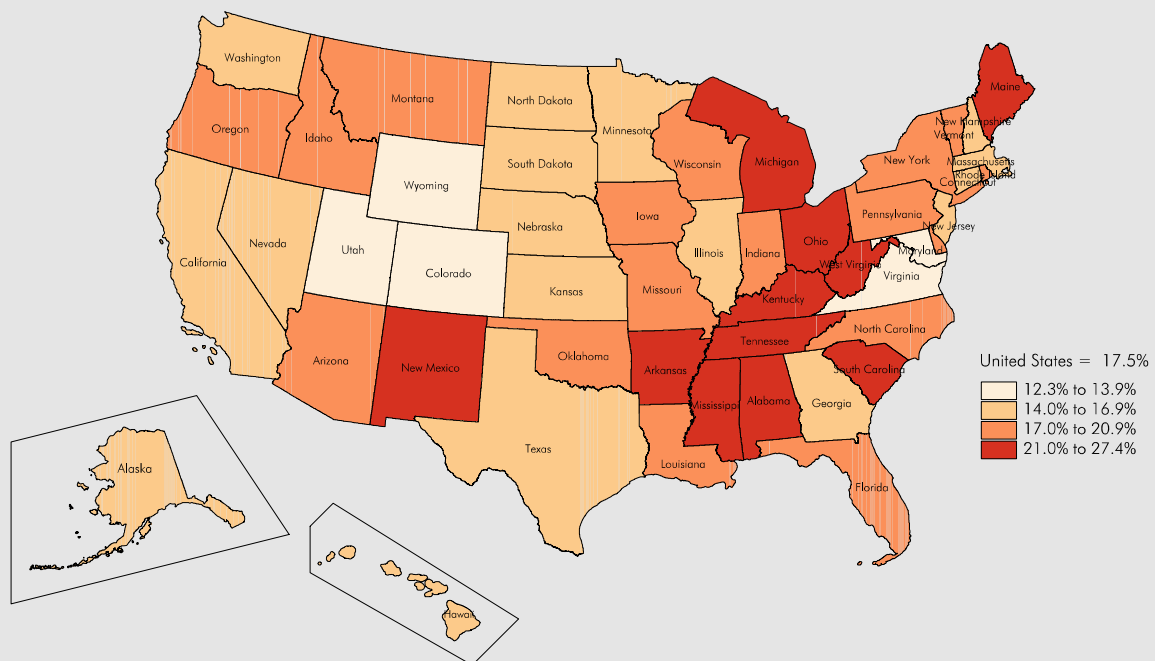 Washington
Montana
North Dakota
Minnesota
Maine
Oregon
Idaho
South Dakota
Wisconsin
Michigan
New Hampshire
Vermont
New York
Massachusetts
Rhode Island
Connecticut
Wyoming
Nebraska
Iowa
Pennsylvania
New Jersey
California
Nevada
Utah
Colorado
Kansas
Illinois
Indiana
Ohio
West Virginia
Maryland
Virginia
Missouri
Kentucky
Arizona
New Mexico
Oklahoma
Arkansas
Tennessee
North Carolina
South Carolina
Mississippi
Alabama
Georgia
Texas
Louisiana
Florida
Alaska
Hawaii
United States = 17.5%
12.3% to 13.9%
14.0% to 16.9%
17.0% to 20.9%
21.0% to 27.4%